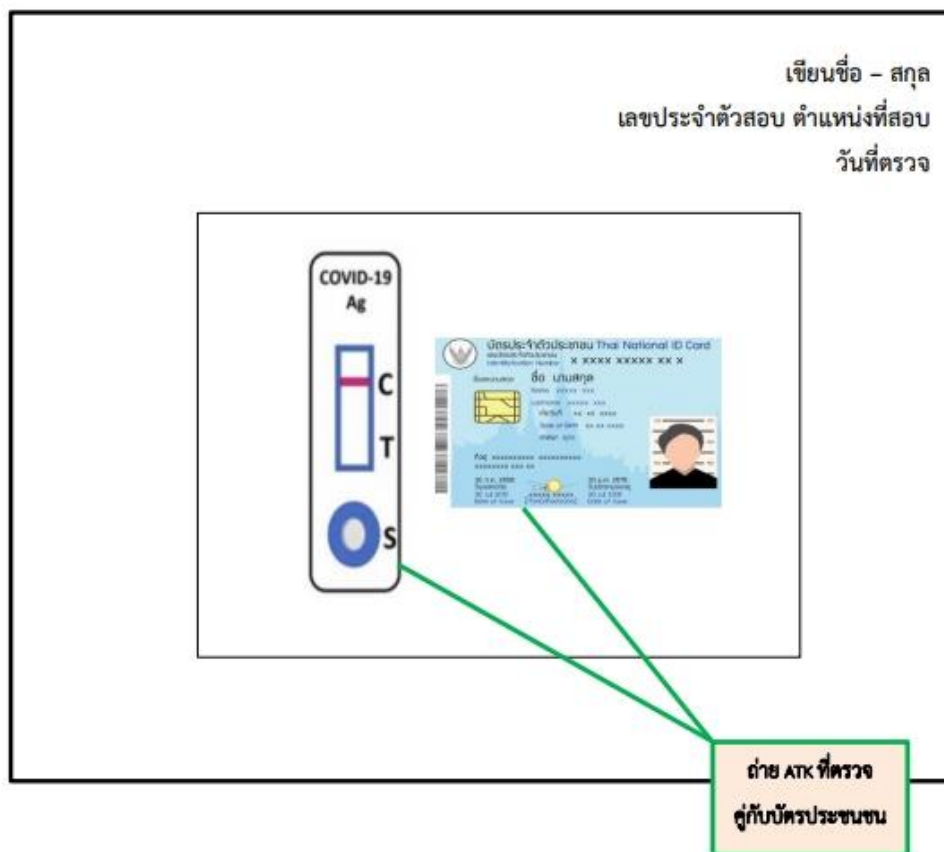 เขียนชื่อ – สกุล
เลขประจำตัวสอบ ตำแหน่งที่สอบ
วันที่ตรวจ
COVID-19
Ag
C
T
S
บัตรประจำตัวประชาชน Thai National ID Card
x xxxx xxxxx xx x
ชื่อ นามสกุล
ถ่าย ATK ที่ตรวจ
คู่กับบัตรประชนชน